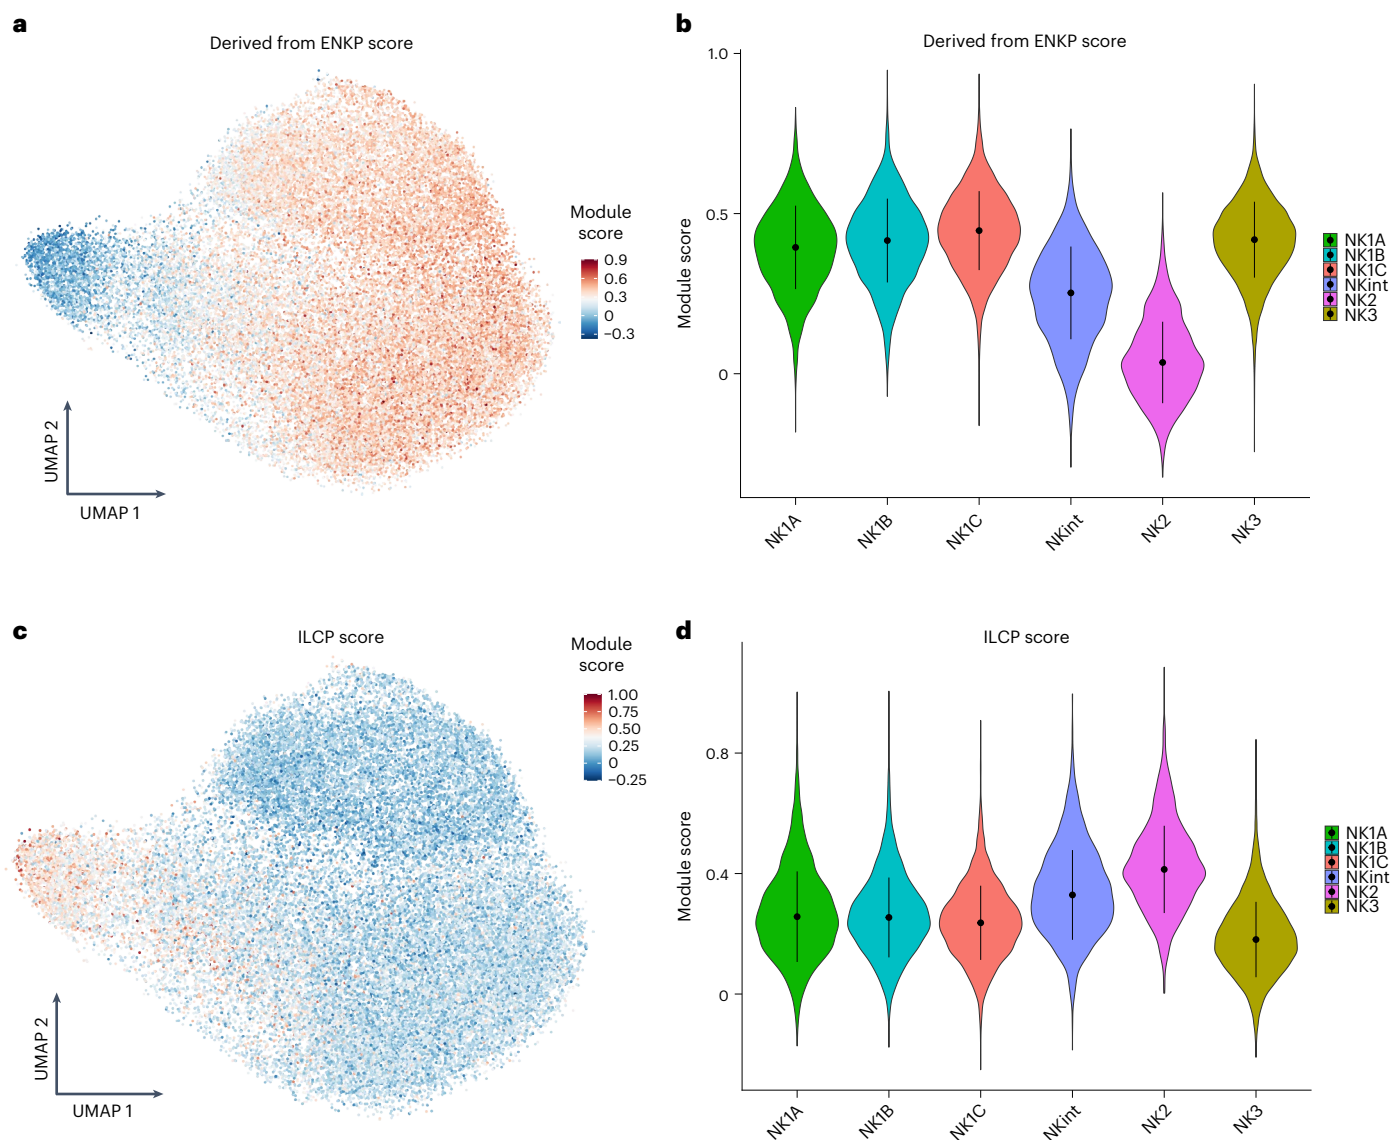 a
Derived from ENKP score
Module
score
0.9
0.6
0.3
0
−0.3
UMAP 2
UMAP 1
b
Derived from ENKP score
Module score
1.0
0.5
0
NK1A
NK1B
NK1C
NKint
NK2
NK3
NK1A
NK1B
NK1C
NKint
NK2
NK3
c
ILCP score
Module
score
1.00
0.75
0.50
0.25
0
−0.25
UMAP 2
UMAP 1
d
ILCP score
Module score
0.8
0.4
0
NK1A
NK1B
NK1C
NKint
NK2
NK3
NK1A
NK1B
NK1C
NKint
NK2
NK3